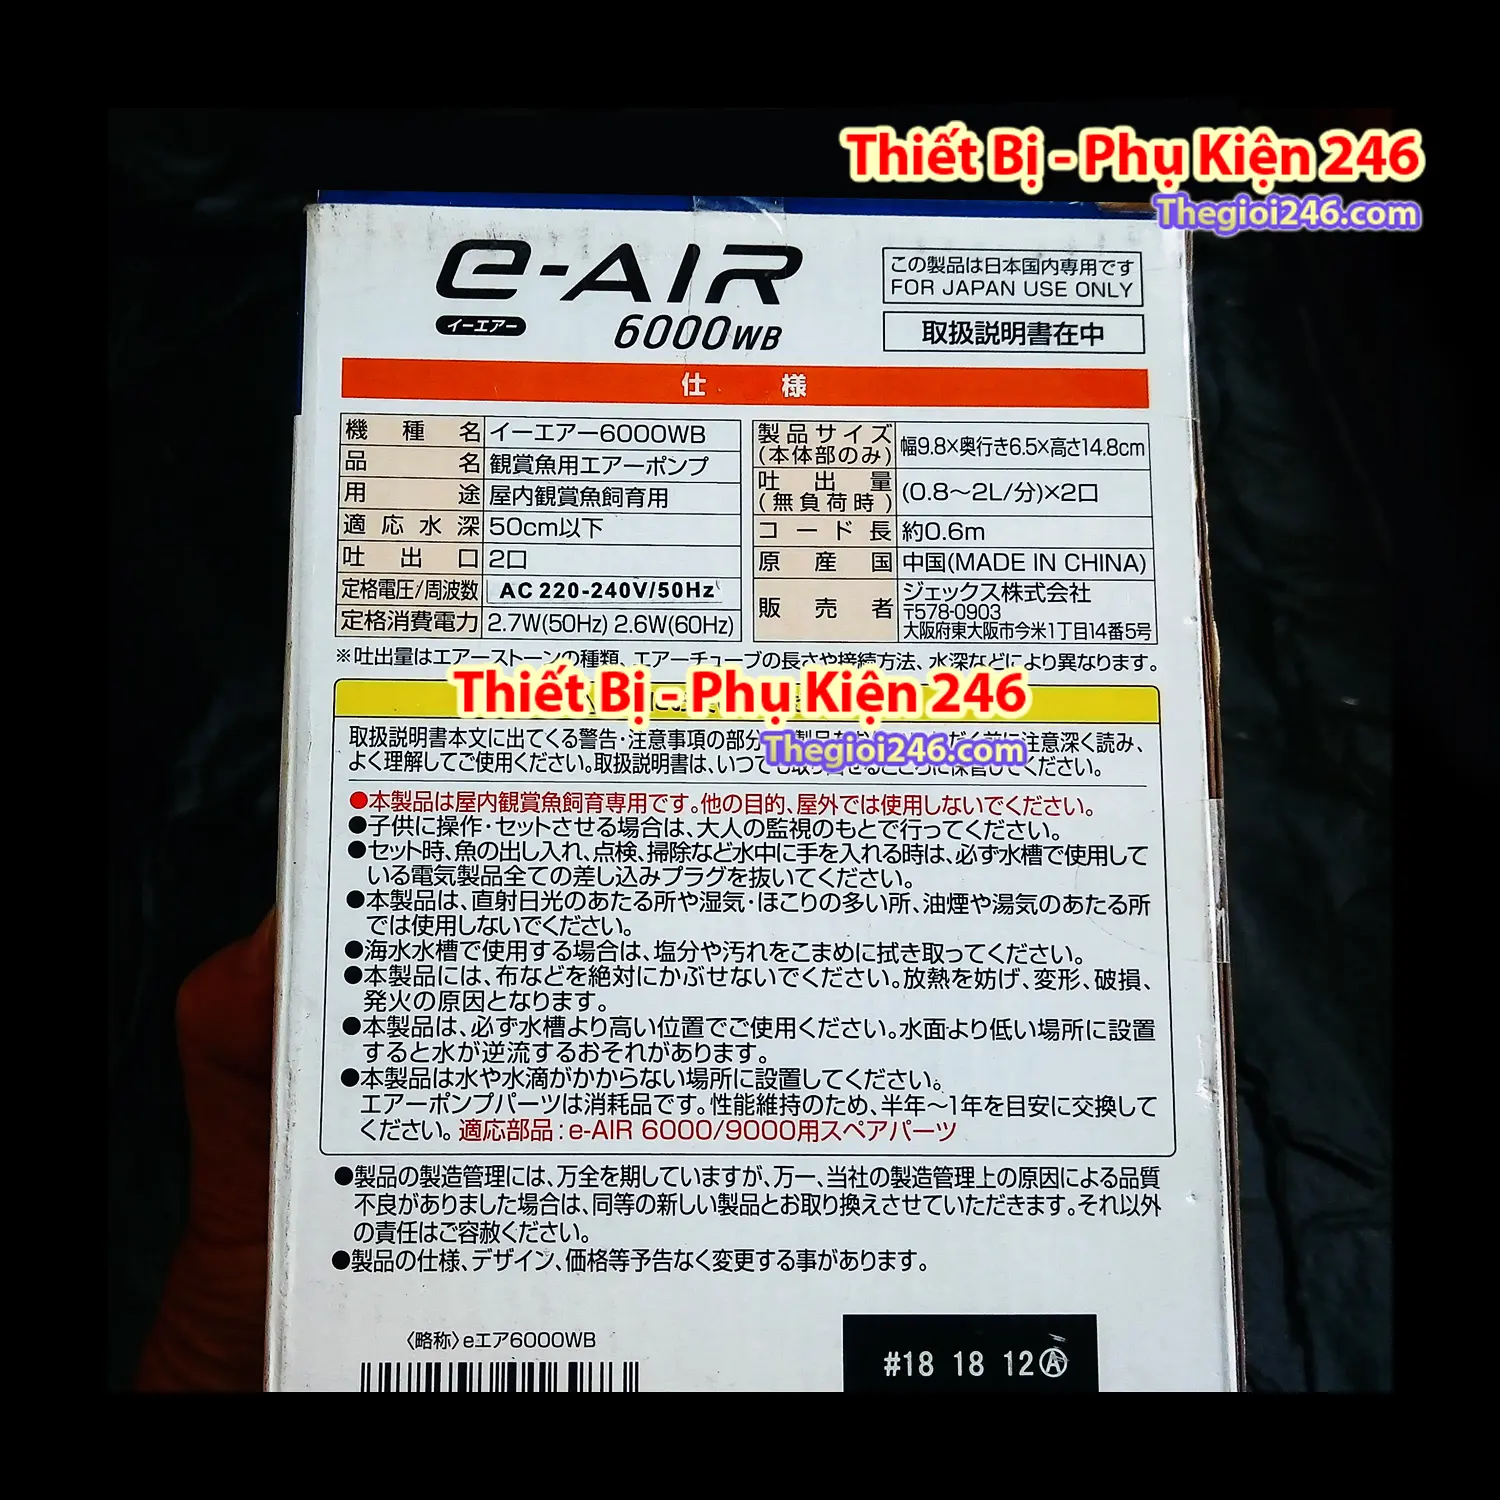 Thiết Bị - Phụ Kiện 246
Thegioi246.com
e-AIR
イーエアー
6000WB
この製品は日本国内専用です
FOR JAPAN USE ONLY
取扱説明書在中
仕様
機種名 イーエアー6000WB
品名 観賞魚用エアーポンプ
用途 屋内観賞魚飼育用
適応水深 50cm以下
吐出口 2口
定格電圧/周波数 AC 220-240V/50Hz
定格消費電力 2.7W(50Hz) 2.6W(60Hz)
製品サイズ
(本体部のみ) 幅9.8×奥行き6.5×高さ14.8cm
吐出量
(無負荷時) (0.8～2L/分)×2口
コード長 約0.6m
原産国 中国(MADE IN CHINA)
販売者 ジェックス株式会社
〒578-0903
大阪府東大阪市今米1丁目14番5号
※吐出量はエアーストーンの種類、エアーチューブの長さや接続方法、水深などにより異なります。
Thiết Bị - Phụ Kiện 246
Thegioi246.com
取扱説明書本文に出てくる警告・注意事項の部分 前に注意深く読み、
よく理解してご使用ください。取扱説明書は、いつでも ください。
●本製品は屋内観賞魚飼育専用です。他の目的、屋外では使用しないでください。
●子供に操作・セットさせる場合は、大人の監視のもとで行ってください。
●セット時、魚の出し入れ、点検、掃除など水中に手を入れる時は、必ず水槽で使用して
いる電気製品全ての差し込みプラグを抜いてください。
●本製品は、直射日光のあたる所や湿気・ほこりの多い所、油煙や湯気のあたる所
では使用しないでください。
●海水水槽で使用する場合は、塩分や汚れをこまめに拭き取ってください。
●本製品には、布などを絶対にかぶせないでください。放熱を妨げ、変形、破損、
発火の原因となります。
●本製品は、必ず水槽より高い位置でご使用ください。水面より低い場所に設置
すると水が逆流するおそれがあります。
●本製品は水や水滴がかからない場所に設置してください。
エアーポンプパーツは消耗品です。性能維持のため、半年～1年を目安に交換して
ください。適応部品：e-AIR 6000/9000用スペアパーツ
●製品の製造管理には、万全を期していますが、万一、当社の製造管理上の原因による品質
不良がありました場合は、同等の新しい製品とお取り換えさせていただきます。それ以外
の責任はご容赦ください。
●製品の仕様、デザイン、価格等予告なく変更する事があります。
〈略称〉eエア6000WB
#18 18 12Ⓐ